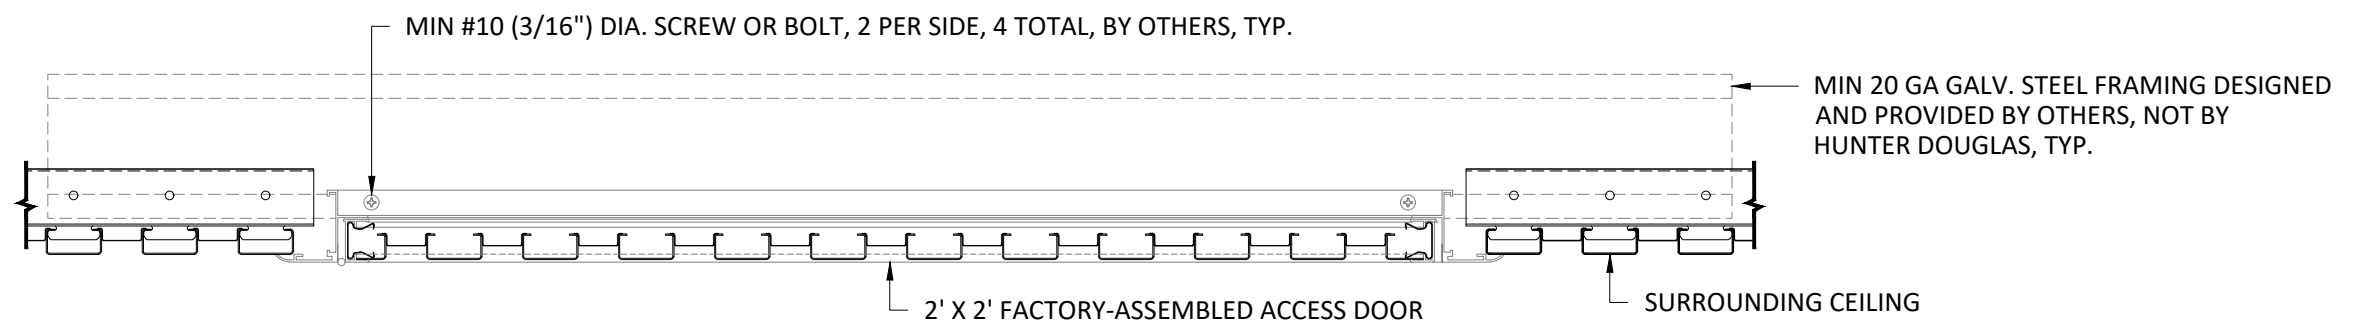 MIN #10 (3/16") DIA. SCREW OR BOLT, 2 PER SIDE, 4 TOTAL, BY OTHERS, TYP.
MIN 20 GA GALV. STEEL FRAMING DESIGNED
AND PROVIDED BY OTHERS, NOT BY
HUNTER DOUGLAS, TYP.
2' X 2' FACTORY-ASSEMBLED ACCESS DOOR
SURROUNDING CEILING